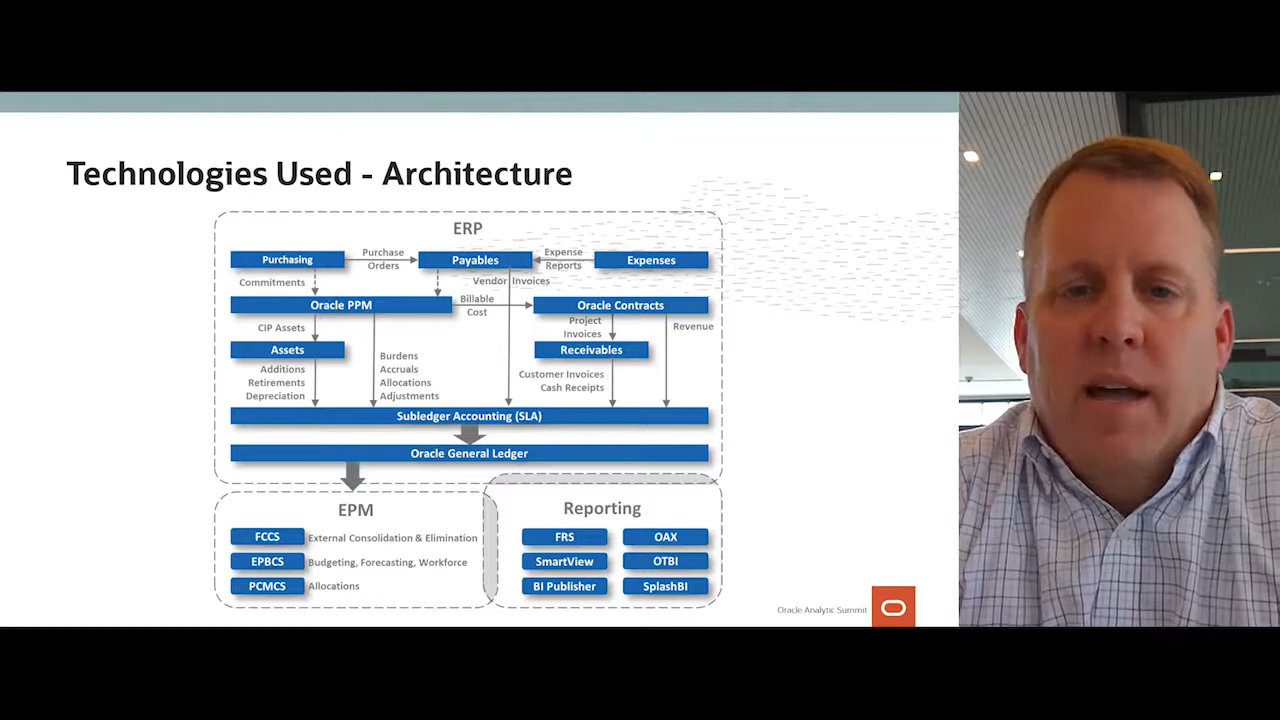 Technologies Used - Architecture
ERP
Purchasing
Purchase
Orders
Payables
Expense
Reports
Expenses
Commitments
Vendor Invoices
Oracle PPM
Billable
Cost
Oracle Contracts
CIP Assets
Project
Invoices
Revenue
Assets
Receivables
Additions
Retirements
Depreciation
Burdens
Accruals
Allocations
Adjustments
Customer Invoices
Cash Receipts
Subledger Accounting (SLA)
Oracle General Ledger
EPM
FCCS External Consolidation & Elimination
EPBCS Budgeting, Forecasting, Workforce
PCMCS Allocations
Reporting
FRS OAX
SmartView OTBI
BI Publisher SplashBI
Oracle Analytic Summit